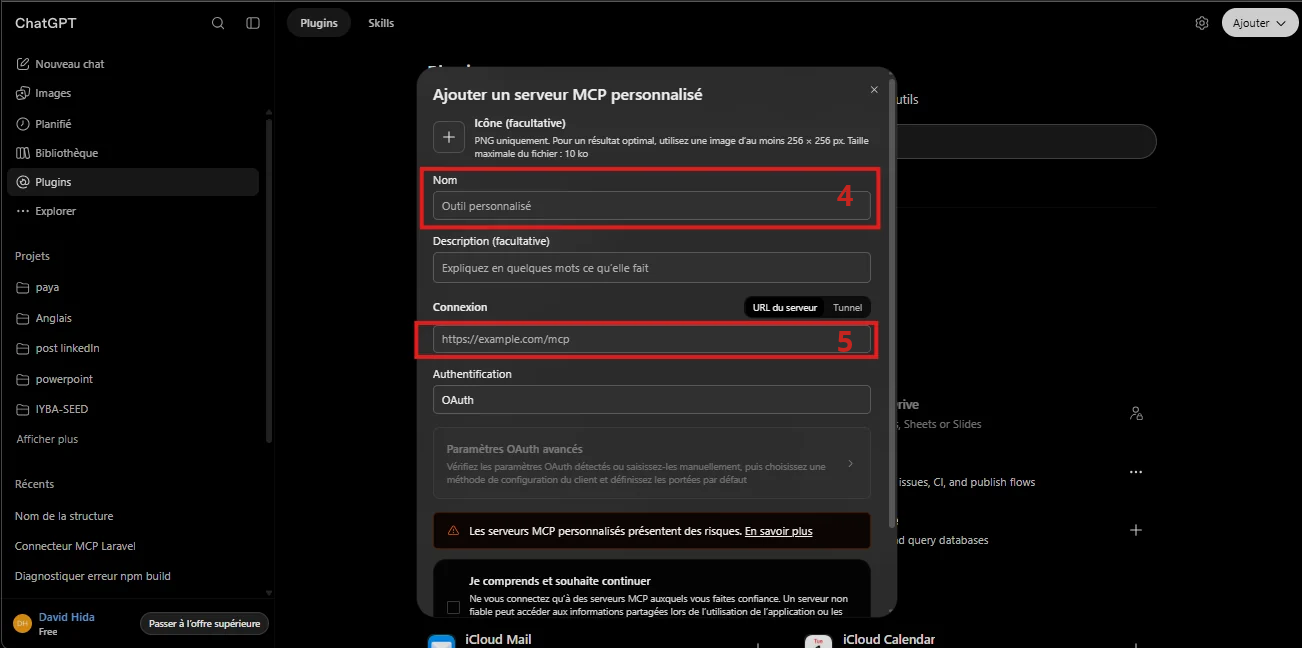 ChatGPT
Plugins
Skills
Ajouter
Nouveau chat
Images
Planifié
Bibliothèque
Plugins
Explorer
Projets
paya
Anglais
post linkedIn
powerpoint
IYBA-SEED
Afficher plus
Récents
Nom de la structure
Connecteur MCP Laravel
Diagnostiquer erreur npm build
DH
David Hida
Free
Passer à l'offre supérieure
Ajouter un serveur MCP personnalisé
Icône (facultative)
PNG uniquement. Pour un résultat optimal, utilisez une image d'au moins 256 × 256 px. Taille
maximale du fichier : 10 ko
Nom
Outil personnalisé
4
Description (facultative)
Expliquez en quelques mots ce qu'elle fait
Connexion
URL du serveur
Tunnel
https://example.com/mcp
5
Authentification
OAuth
Paramètres OAuth avancés
Vérifiez les paramètres OAuth détectés ou saisissez-les manuellement, puis choisissez une
méthode de configuration du client et définissez les portées par défaut
Les serveurs MCP personnalisés présentent des risques. En savoir plus
Je comprends et souhaite continuer
Ne vous connectez qu'à des serveurs MCP auxquels vous faites confiance. Un serveur non
fiable peut accéder aux informations partagées lors de l'utilisation de l'application ou les
utils
rive
, Sheets or Slides
issues, CI, and publish flows
nd query databases
iCloud Mail
Tue
iCloud Calendar